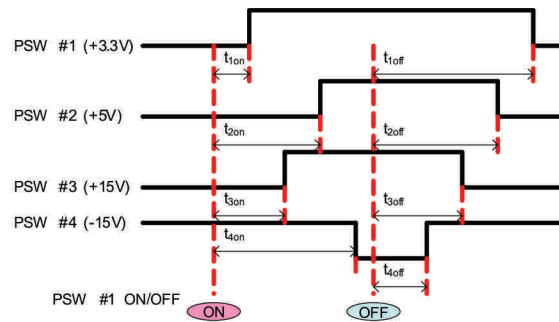 PSW #1 (+3.3V)
t1on
t1off
PSW #2 (+5V)
t2on
t2off
PSW #3 (+15V)
t3on
t3off
PSW #4 (-15V)
t4on
t4off
PSW #1 ON/OFF
ON
OFF